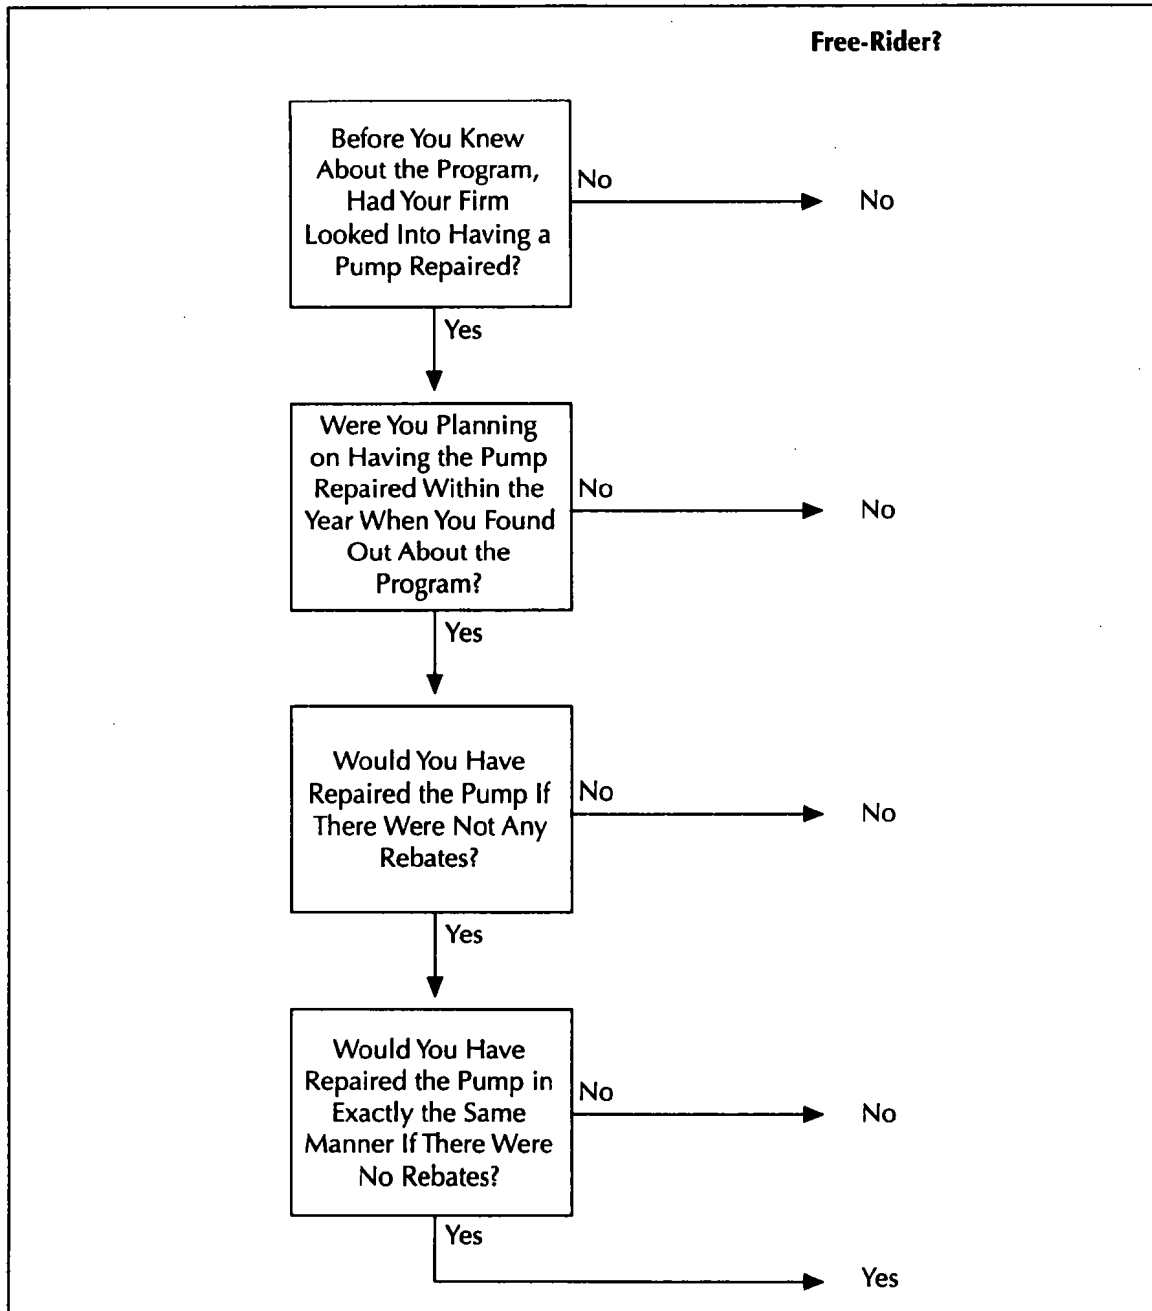 Free-Rider?
Before You Knew
About the Program,
Had Your Firm
Looked Into Having a
Pump Repaired?
No
No
Yes
Were You Planning
on Having the Pump
Repaired Within the
Year When You Found
Out About the
Program?
No
No
Yes
Would You Have
Repaired the Pump If
There Were Not Any
Rebates?
No
No
Yes
Would You Have
Repaired the Pump in
Exactly the Same
Manner If There Were
No Rebates?
No
No
Yes
Yes